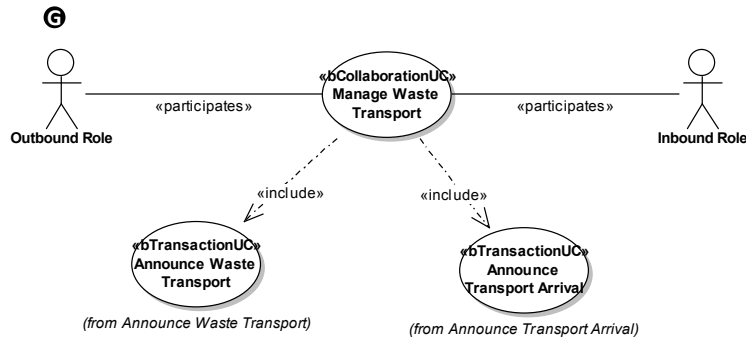 G
«bCollaborationUC»
Manage Waste
Transport
«participates»
«participates»
Outbound Role
Inbound Role
«include»
«include»
«bTransactionUC»
Announce Waste
Transport
«bTransactionUC»
Announce
Transport Arrival
(from Announce Waste Transport)
(from Announce Transport Arrival)